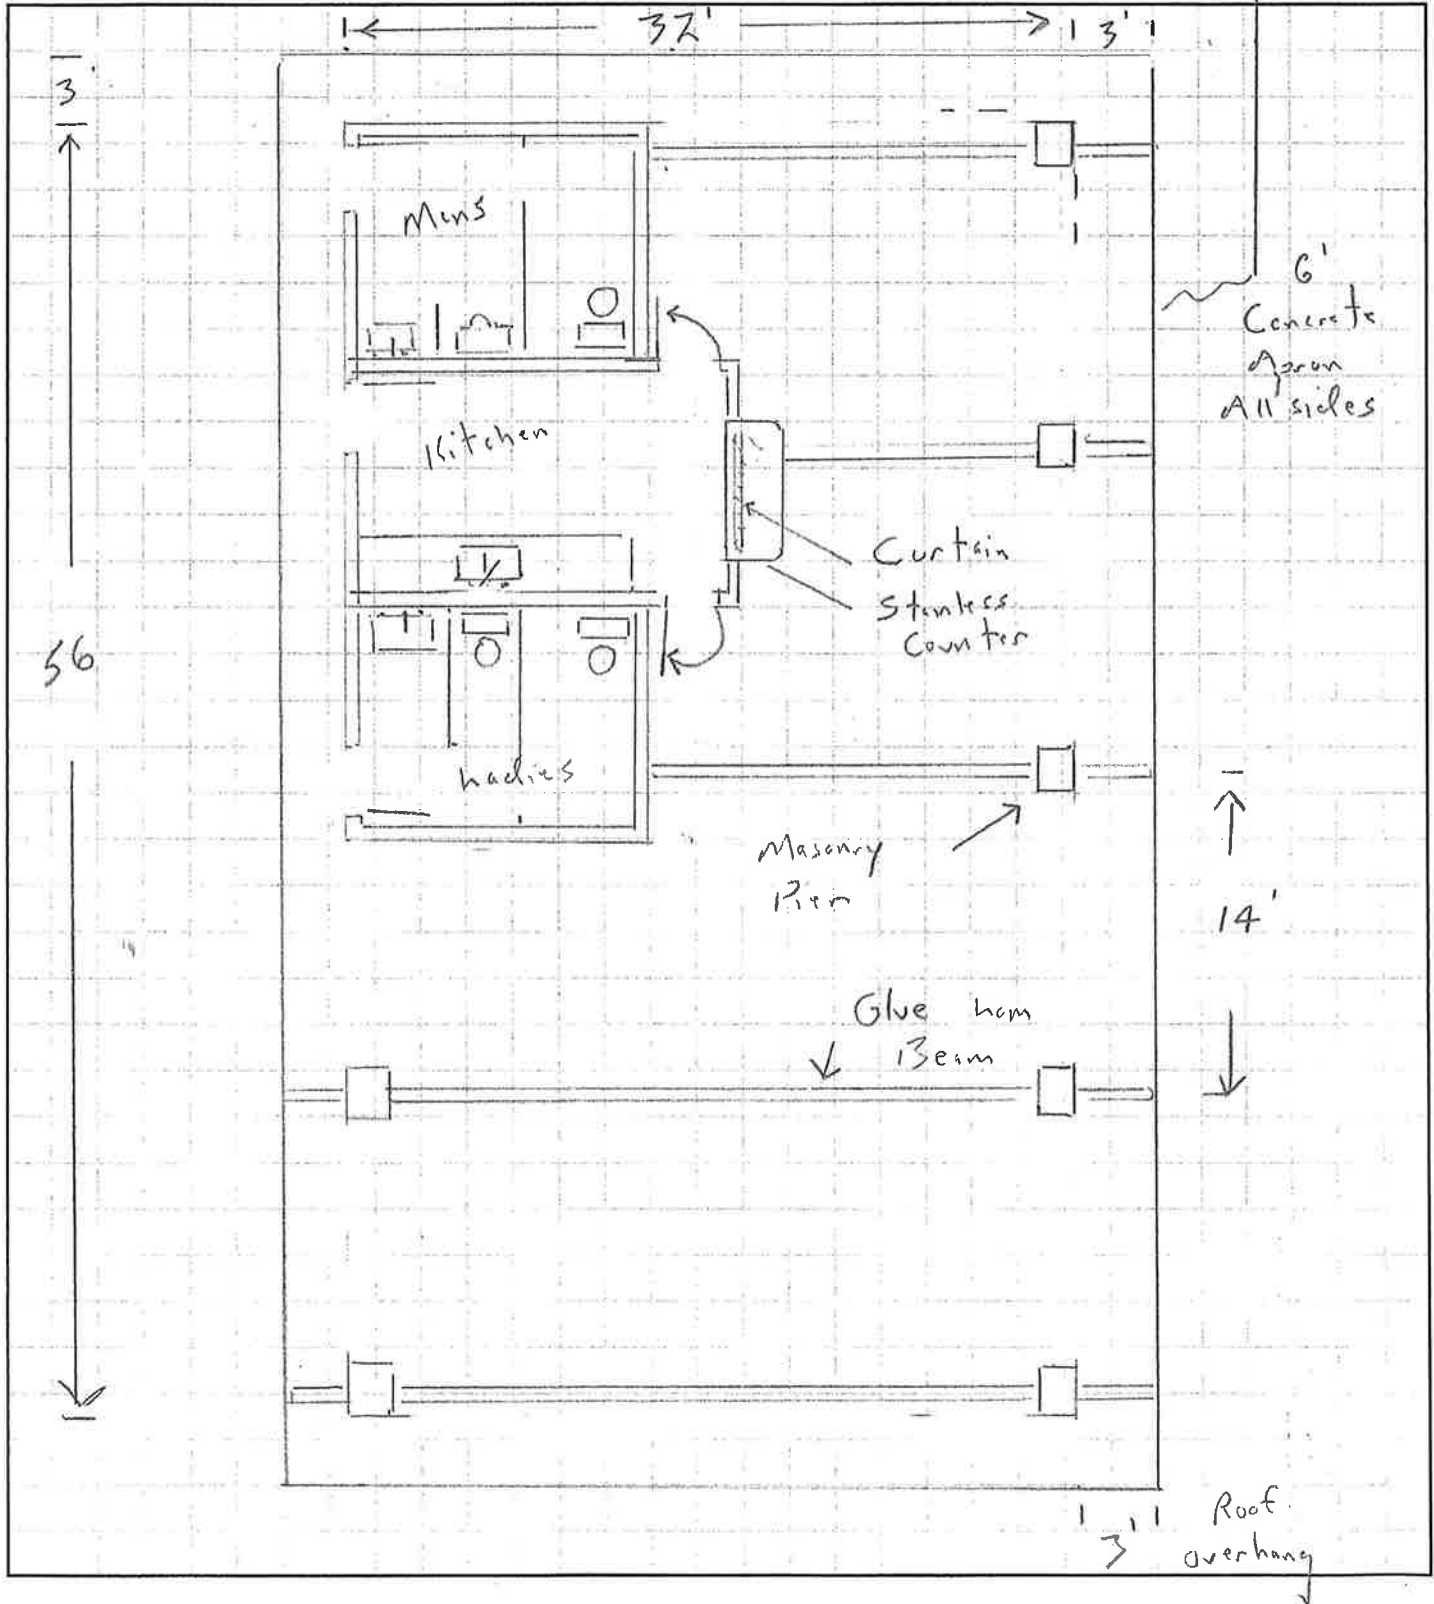 32'
3'
3'
Mens
6'
Concrete
Apron
All sides
Kitchen
Curtain
Stainless
Counter
56
Ladies
Masonry
Pier
14'
Glue Lam
Beam
3'
Roof
overhang